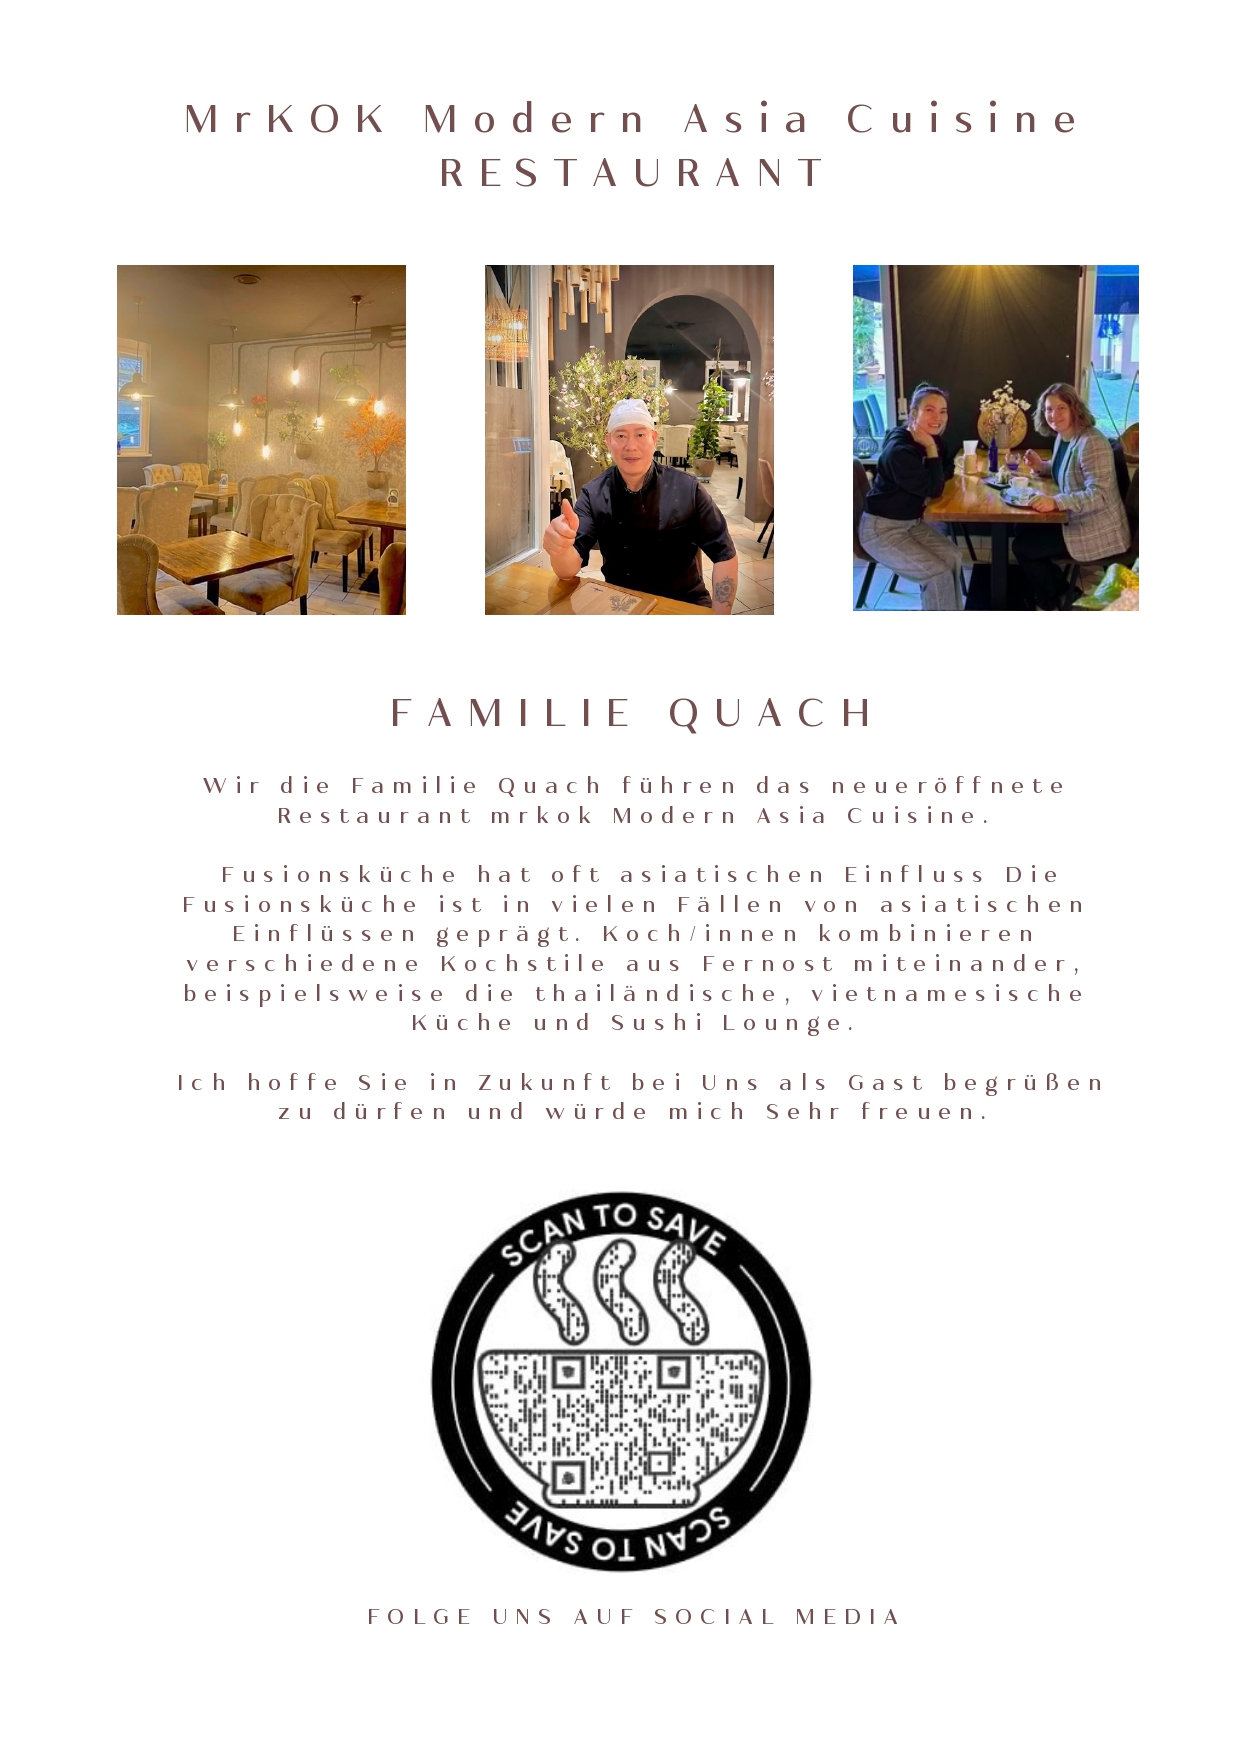 MrKOK Modern Asia Cuisine
RESTAURANT
FAMILIE QUACH
Wir die Familie Quach führen das neueröffnete
Restaurant mrkok Modern Asia Cuisine.
Fusionsküche hat oft asiatischen Einfluss Die
Fusionsküche ist in vielen Fällen von asiatischen
Einflüssen geprägt. Koch/innen kombinieren
verschiedene Kochstile aus Fernost miteinander,
beispielsweise die thailändische, vietnamesische
Küche und Sushi Lounge.
Ich hoffe Sie in Zukunft bei Uns als Gast begrüßen
zu dürfen und würde mich Sehr freuen.
SCAN TO SAVE
SCAN TO SAVE
FOLGE UNS AUF SOCIAL MEDIA